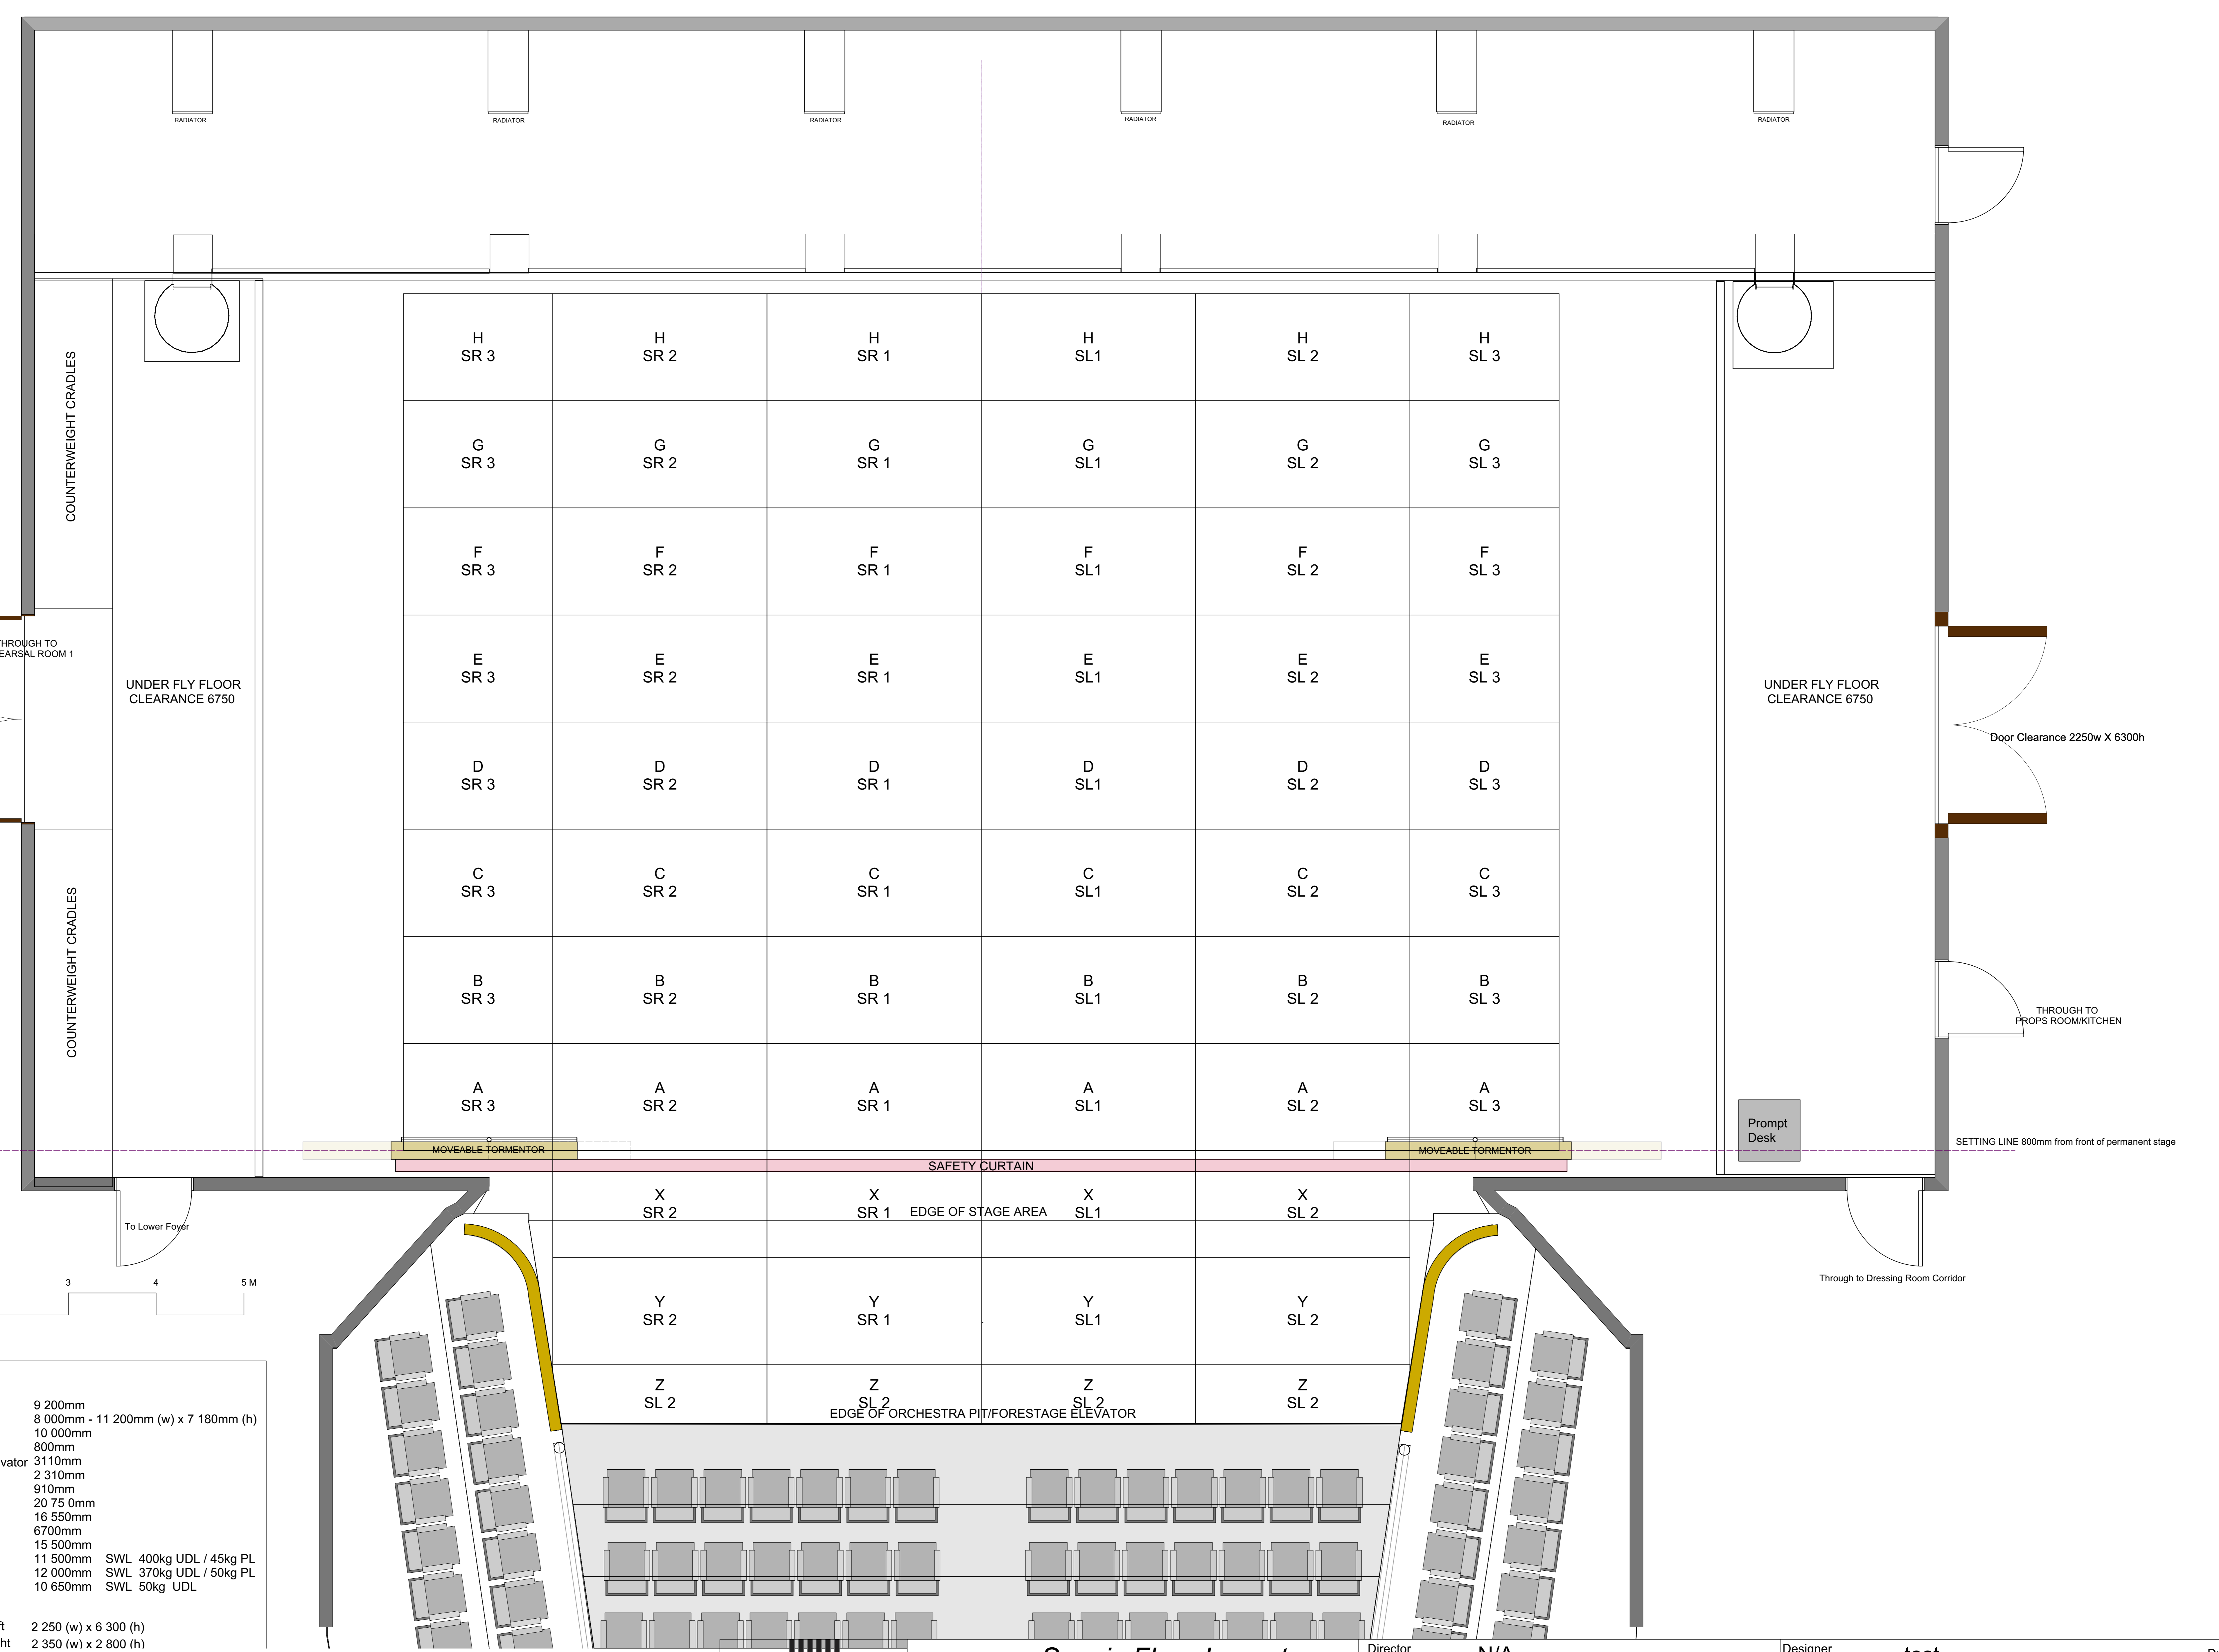 RADIATOR
RADIATOR
RADIATOR
RADIATOR
RADIATOR
RADIATOR
COUNTERWEIGHT CRADLES
H
SR 3
H
SR 2
H
SR 1
H
SL1
H
SL 2
H
SL 3
G
SR 3
G
SR 2
G
SR 1
G
SL1
G
SL 2
G
SL 3
F
SR 3
F
SR 2
F
SR 1
F
SL1
F
SL 2
F
SL 3
HROUGH TO
EARSAL ROOM 1
UNDER FLY FLOOR
CLEARANCE 6750
E
SR 3
E
SR 2
E
SR 1
E
SL1
E
SL 2
E
SL 3
UNDER FLY FLOOR
CLEARANCE 6750
Door Clearance 2250w X 6300h
D
SR 3
D
SR 2
D
SR 1
D
SL1
D
SL 2
D
SL 3
COUNTERWEIGHT CRADLES
C
SR 3
C
SR 2
C
SR 1
C
SL1
C
SL 2
C
SL 3
B
SR 3
B
SR 2
B
SR 1
B
SL1
B
SL 2
B
SL 3
THROUGH TO
PROPS ROOM/KITCHEN
A
SR 3
A
SR 2
A
SR 1
A
SL1
A
SL 2
A
SL 3
Prompt
Desk
SETTING LINE 800mm from front of permanent stage
MOVEABLE TORMENTOR
MOVEABLE TORMENTOR
SAFETY CURTAIN
X
SR 2
X
SR 1
X
SL1
X
SL 2
EDGE OF STAGE AREA
To Lower Foyer
Through to Dressing Room Corridor
3 4 5 M
Y
SR 2
Y
SR 1
Y
SL1
Y
SL 2
Z
SL 2
Z
SL 2
Z
SL 2
Z
SL 2
EDGE OF ORCHESTRA PIT/FORESTAGE ELEVATOR
9 200mm
8 000mm - 11 200mm (w) x 7 180mm (h)
10 000mm
800mm
vator 3110mm
2 310mm
910mm
20 75 0mm
16 550mm
6700mm
15 500mm
11 500mm SWL 400kg UDL / 45kg PL
12 000mm SWL 370kg UDL / 50kg PL
10 650mm SWL 50kg UDL
ft 2 250 (w) x 6 300 (h)
ht 2 350 (w) x 2 800 (h)
Director N/A
Designer